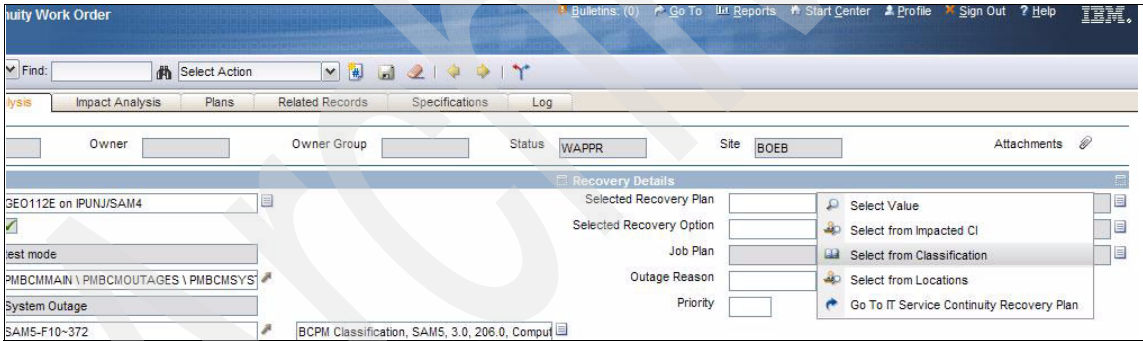 nuity Work Order
Bulletins: (0) Go To Reports Start Center Profile Sign Out ? Help IBM.
Find: Select Action
lysis Impact Analysis Plans Related Records Specifications Log
Owner Owner Group Status WAPPR Site BOEB Attachments
Recovery Details
GEO112E on IPUNJ/SAM4 Selected Recovery Plan Select Value
Selected Recovery Option Select from Impacted CI
test mode Job Plan Select from Classification
PMBCMMAIN \ PMBCMOUTAGES \ PMBCMSYS Outage Reason Select from Locations
System Outage Priority Go To IT Service Continuity Recovery Plan
SAM5-F10~372 BCPM Classification, SAM5, 3.0, 206.0, Comput